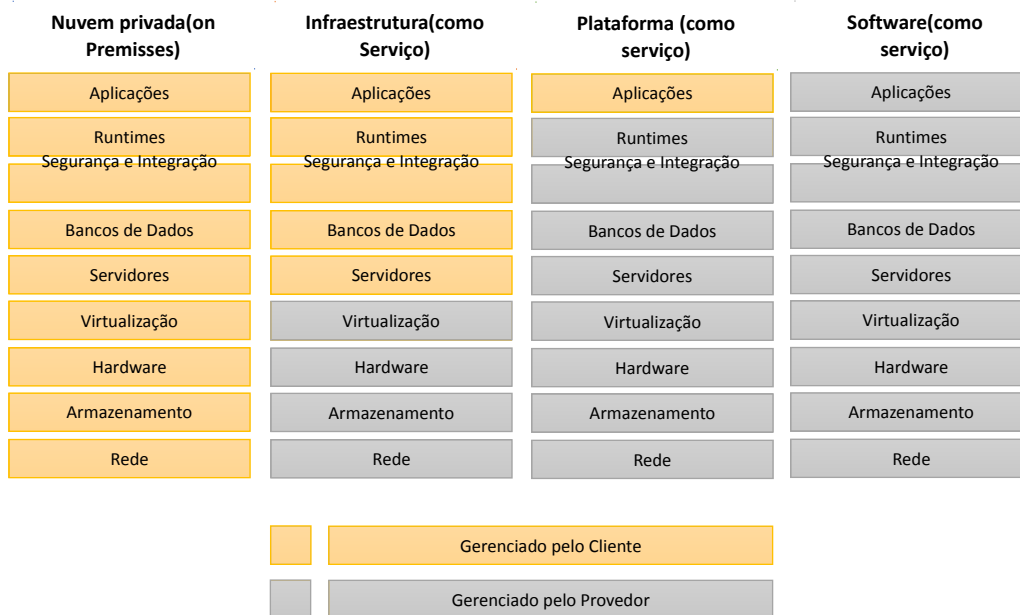 Nuvem privada(on
Premisses)
Aplicações
Runtimes
Segurança e Integração
Bancos de Dados
Servidores
Virtualização
Hardware
Armazenamento
Rede
Infraestrutura(como
Serviço)
Aplicações
Runtimes
Segurança e Integração
Bancos de Dados
Servidores
Virtualização
Hardware
Armazenamento
Rede
Plataforma (como
serviço)
Aplicações
Runtimes
Segurança e Integração
Bancos de Dados
Servidores
Virtualização
Hardware
Armazenamento
Rede
Software(como
serviço)
Aplicações
Runtimes
Segurança e Integração
Bancos de Dados
Servidores
Virtualização
Hardware
Armazenamento
Rede
Gerenciado pelo Cliente
Gerenciado pelo Provedor